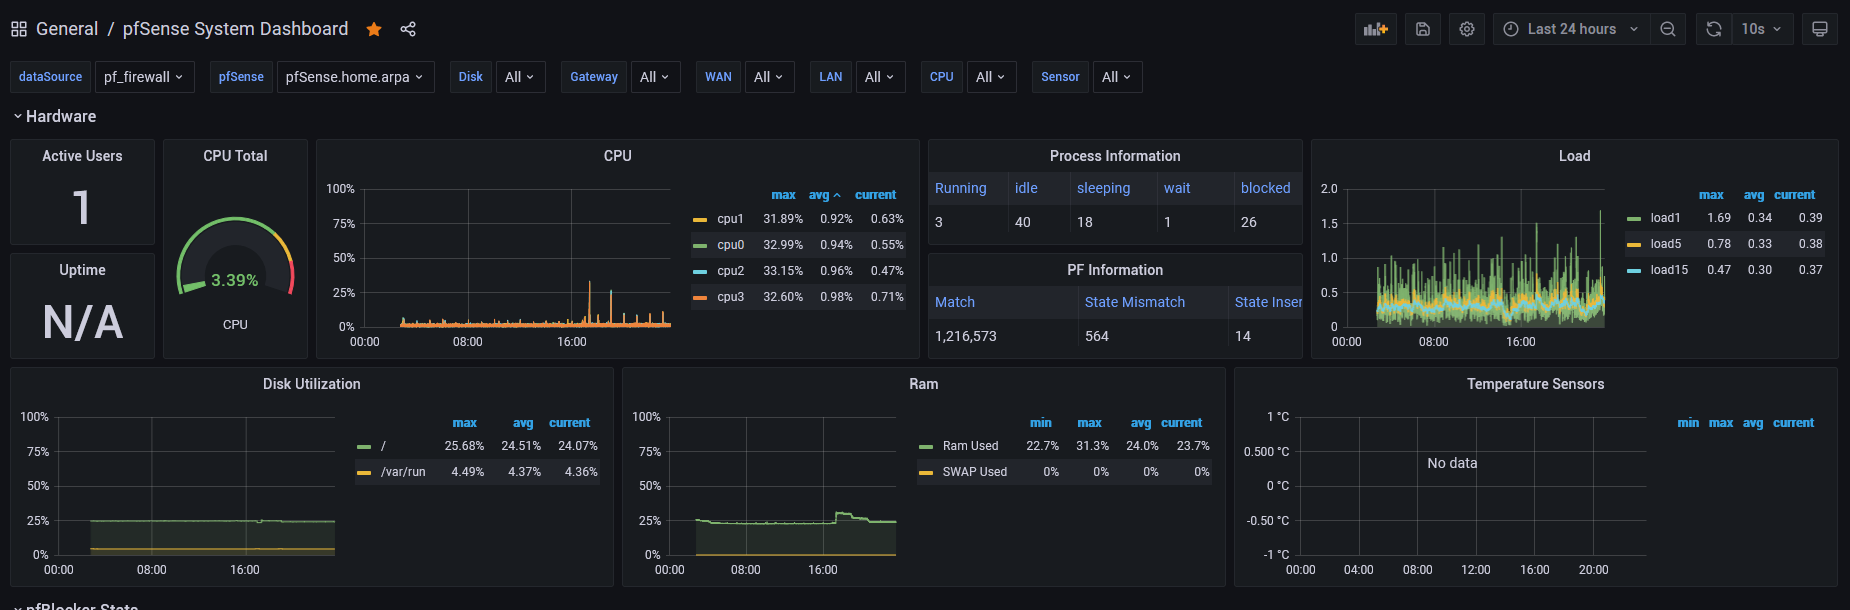 General / pfSense System Dashboard
Last 24 hours
10s
dataSource pf_firewall pfSense pfSense.home.arpa Disk All Gateway All WAN All LAN All CPU All Sensor All
Hardware
Active Users
1
Uptime
N/A
CPU Total
3.39%
CPU
CPU
100%
75%
50%
25%
0%
00:00 08:00 16:00
max avg current
cpu1 31.89% 0.92% 0.63%
cpu0 32.99% 0.94% 0.55%
cpu2 33.15% 0.96% 0.47%
cpu3 32.60% 0.98% 0.71%
Process Information
Running idle sleeping wait blocked
3 40 18 1 26
PF Information
Match State Mismatch State Inser
1,216,573 564 14
Load
2.0
1.5
1.0
0.5
0
00:00 08:00 16:00
max avg current
load1 1.69 0.34 0.39
load5 0.78 0.33 0.38
load15 0.47 0.30 0.37
Disk Utilization
100%
75%
50%
25%
0%
00:00 08:00 16:00
max avg current
/ 25.68% 24.51% 24.07%
/var/run 4.49% 4.37% 4.36%
Ram
100%
75%
50%
25%
0%
00:00 08:00 16:00
min max avg current
Ram Used 22.7% 31.3% 24.0% 23.7%
SWAP Used 0% 0% 0% 0%
Temperature Sensors
1 °C
0.500 °C
0 °C
-0.50 °C
-1 °C
No data
00:00 04:00 08:00 12:00 16:00 20:00
min max avg current
pfBlocker Stats